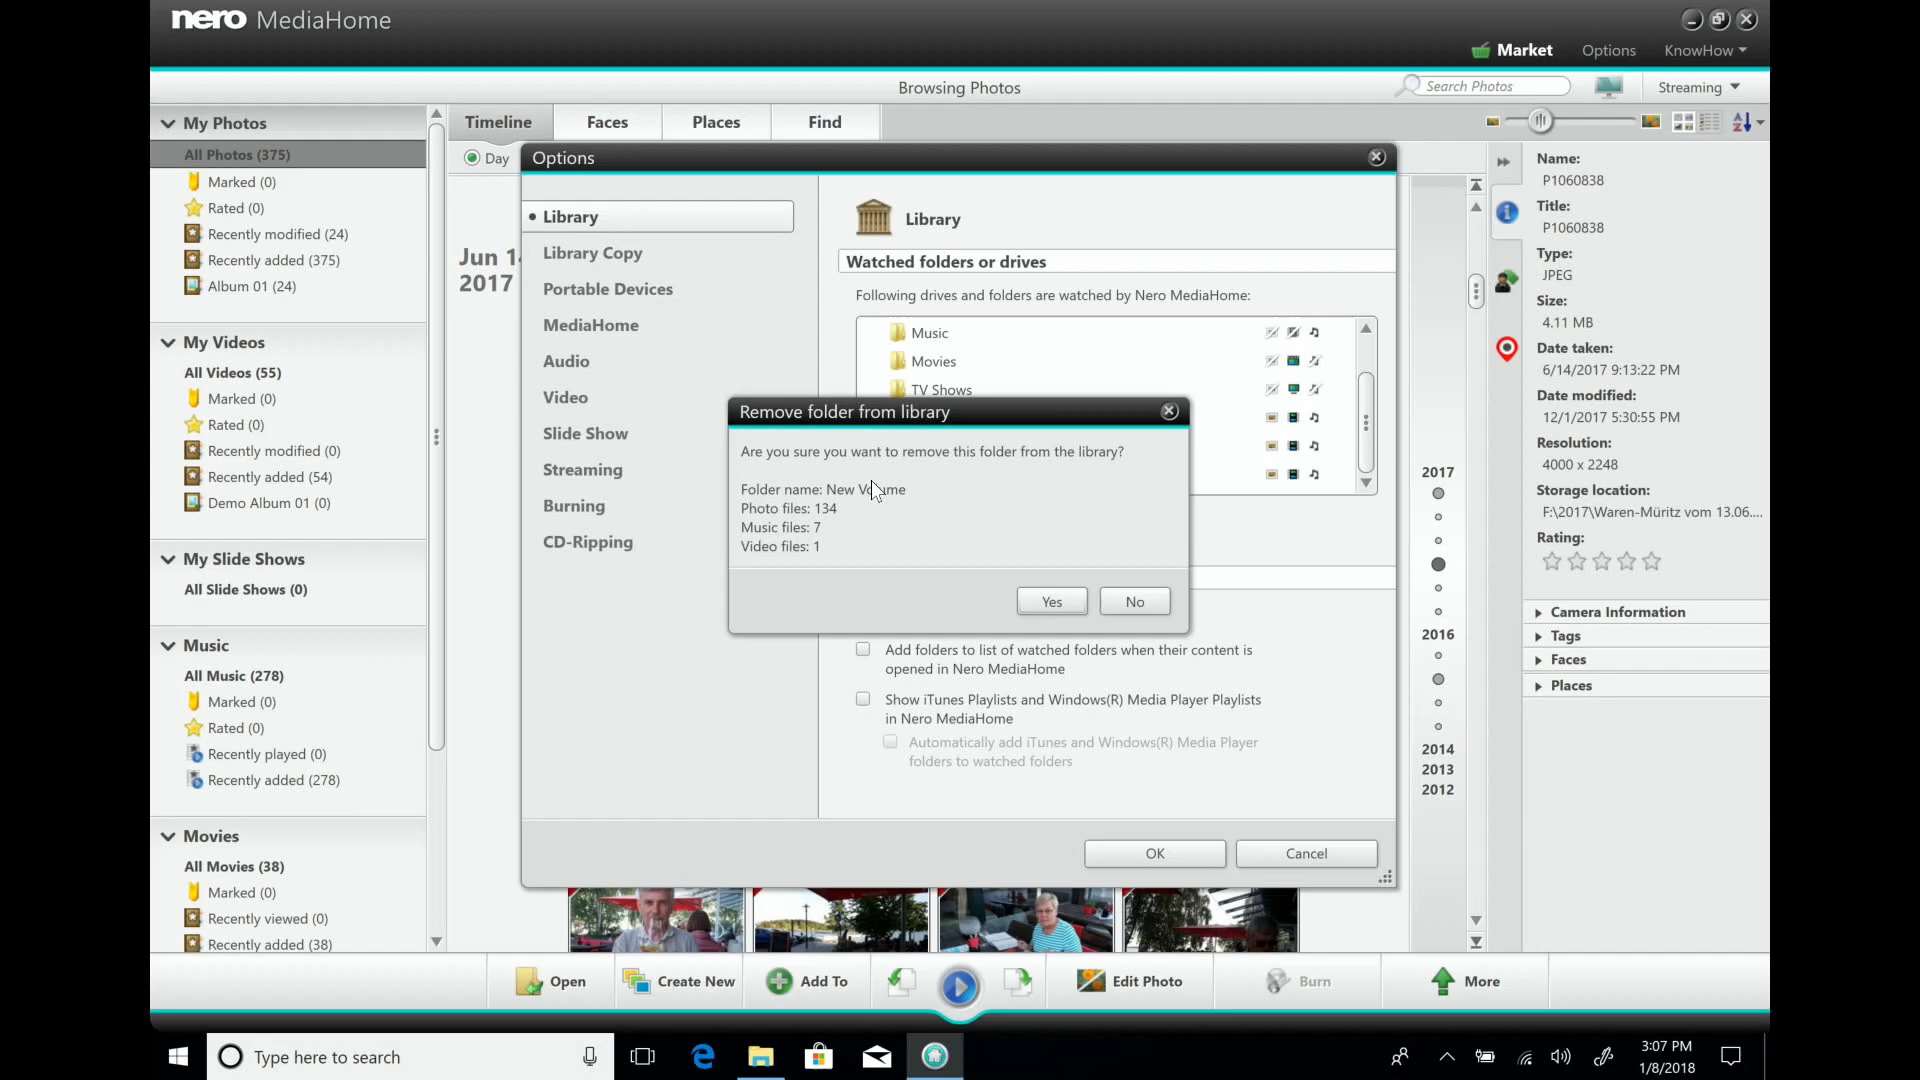 nero MediaHome
Market
Options
KnowHow
Browsing Photos
Search Photos
Streaming
My Photos
All Photos (375)
Marked (0)
Rated (0)
Recently modified (24)
Recently added (375)
Album 01 (24)
My Videos
All Videos (55)
Marked (0)
Rated (0)
Recently modified (0)
Recently added (54)
Demo Album 01 (0)
My Slide Shows
All Slide Shows (0)
Music
All Music (278)
Marked (0)
Rated (0)
Recently played (0)
Recently added (278)
Movies
All Movies (38)
Marked (0)
Recently viewed (0)
Recently added (38)
Timeline
Faces
Places
Find
Day
Jun 14
2017
Options
Library
Library Copy
Portable Devices
MediaHome
Audio
Video
Slide Show
Streaming
Burning
CD-Ripping
Library
Watched folders or drives
Following drives and folders are watched by Nero MediaHome:
Music
Movies
TV Shows
Remove folder from library
Are you sure you want to remove this folder from the library?
Folder name: New Volume
Photo files: 134
Music files: 7
Video files: 1
Yes
No
Add folders to list of watched folders when their content is
opened in Nero MediaHome
Show iTunes Playlists and Windows(R) Media Player Playlists
in Nero MediaHome
Automatically add iTunes and Windows(R) Media Player
folders to watched folders
OK
Cancel
2017
2016
2014
2013
2012
Name:
P1060838
Title:
P1060838
Type:
JPEG
Size:
4.11 MB
Date taken:
6/14/2017 9:13:22 PM
Date modified:
12/1/2017 5:30:55 PM
Resolution:
4000 x 2248
Storage location:
F:\2017\Waren-Müritz vom 13.06....
Rating:
Camera Information
Tags
Faces
Places
Open
Create New
Add To
Edit Photo
Burn
More
Type here to search
3:07 PM
1/8/2018